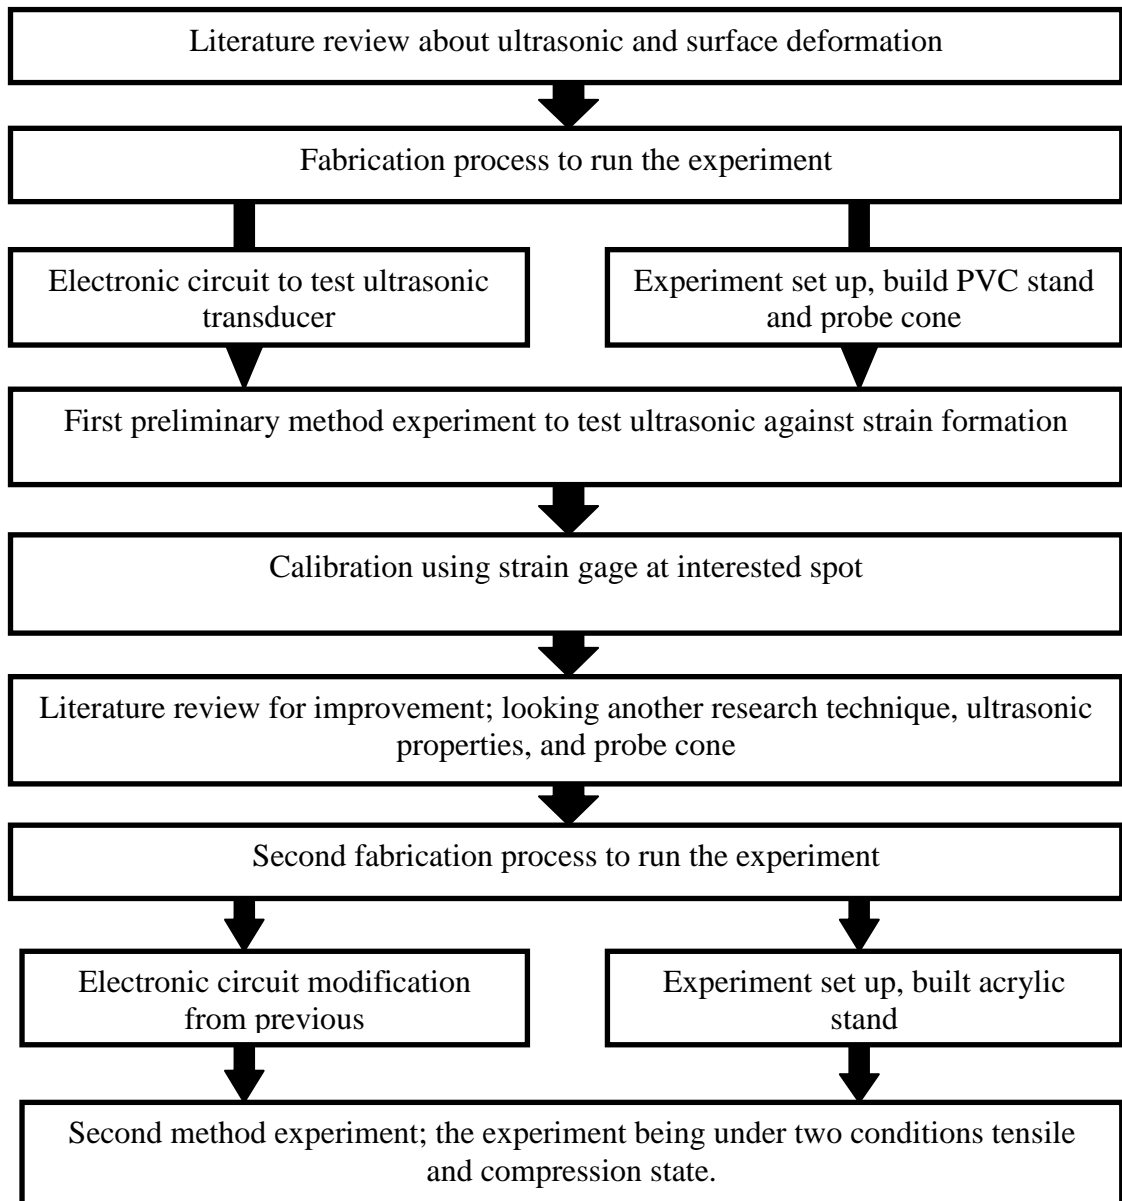 Literature review about ultrasonic and surface deformation
Fabrication process to run the experiment
Electronic circuit to test ultrasonic
transducer
Experiment set up, build PVC stand
and probe cone
First preliminary method experiment to test ultrasonic against strain formation
Calibration using strain gage at interested spot
Literature review for improvement; looking another research technique, ultrasonic
properties, and probe cone
Second fabrication process to run the experiment
Electronic circuit modification
from previous
Experiment set up, built acrylic
stand
Second method experiment; the experiment being under two conditions tensile
and compression state.